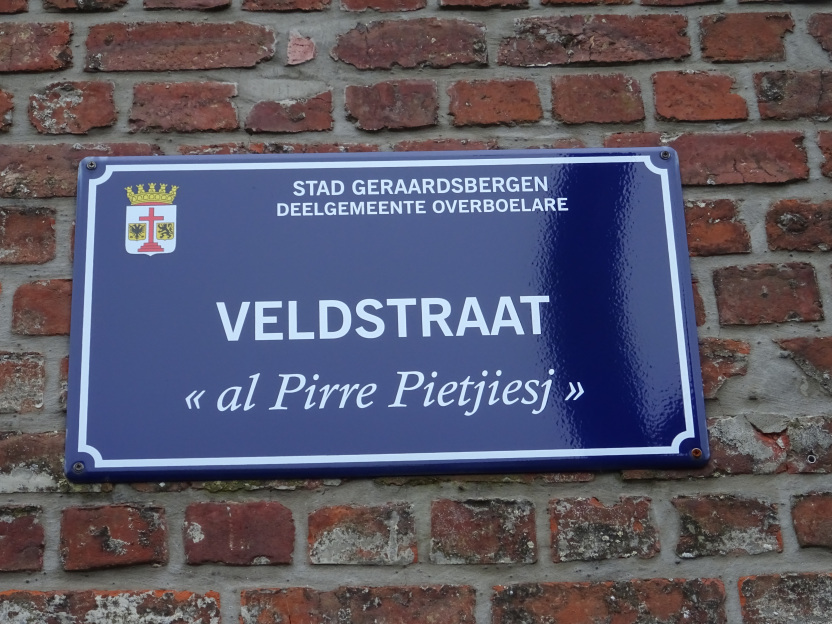 STAD GERAARDSBERGEN
DEELGEMEENTE OVERBOELARE
VELDSTRAAT
« al Pirre Pietjiesj »